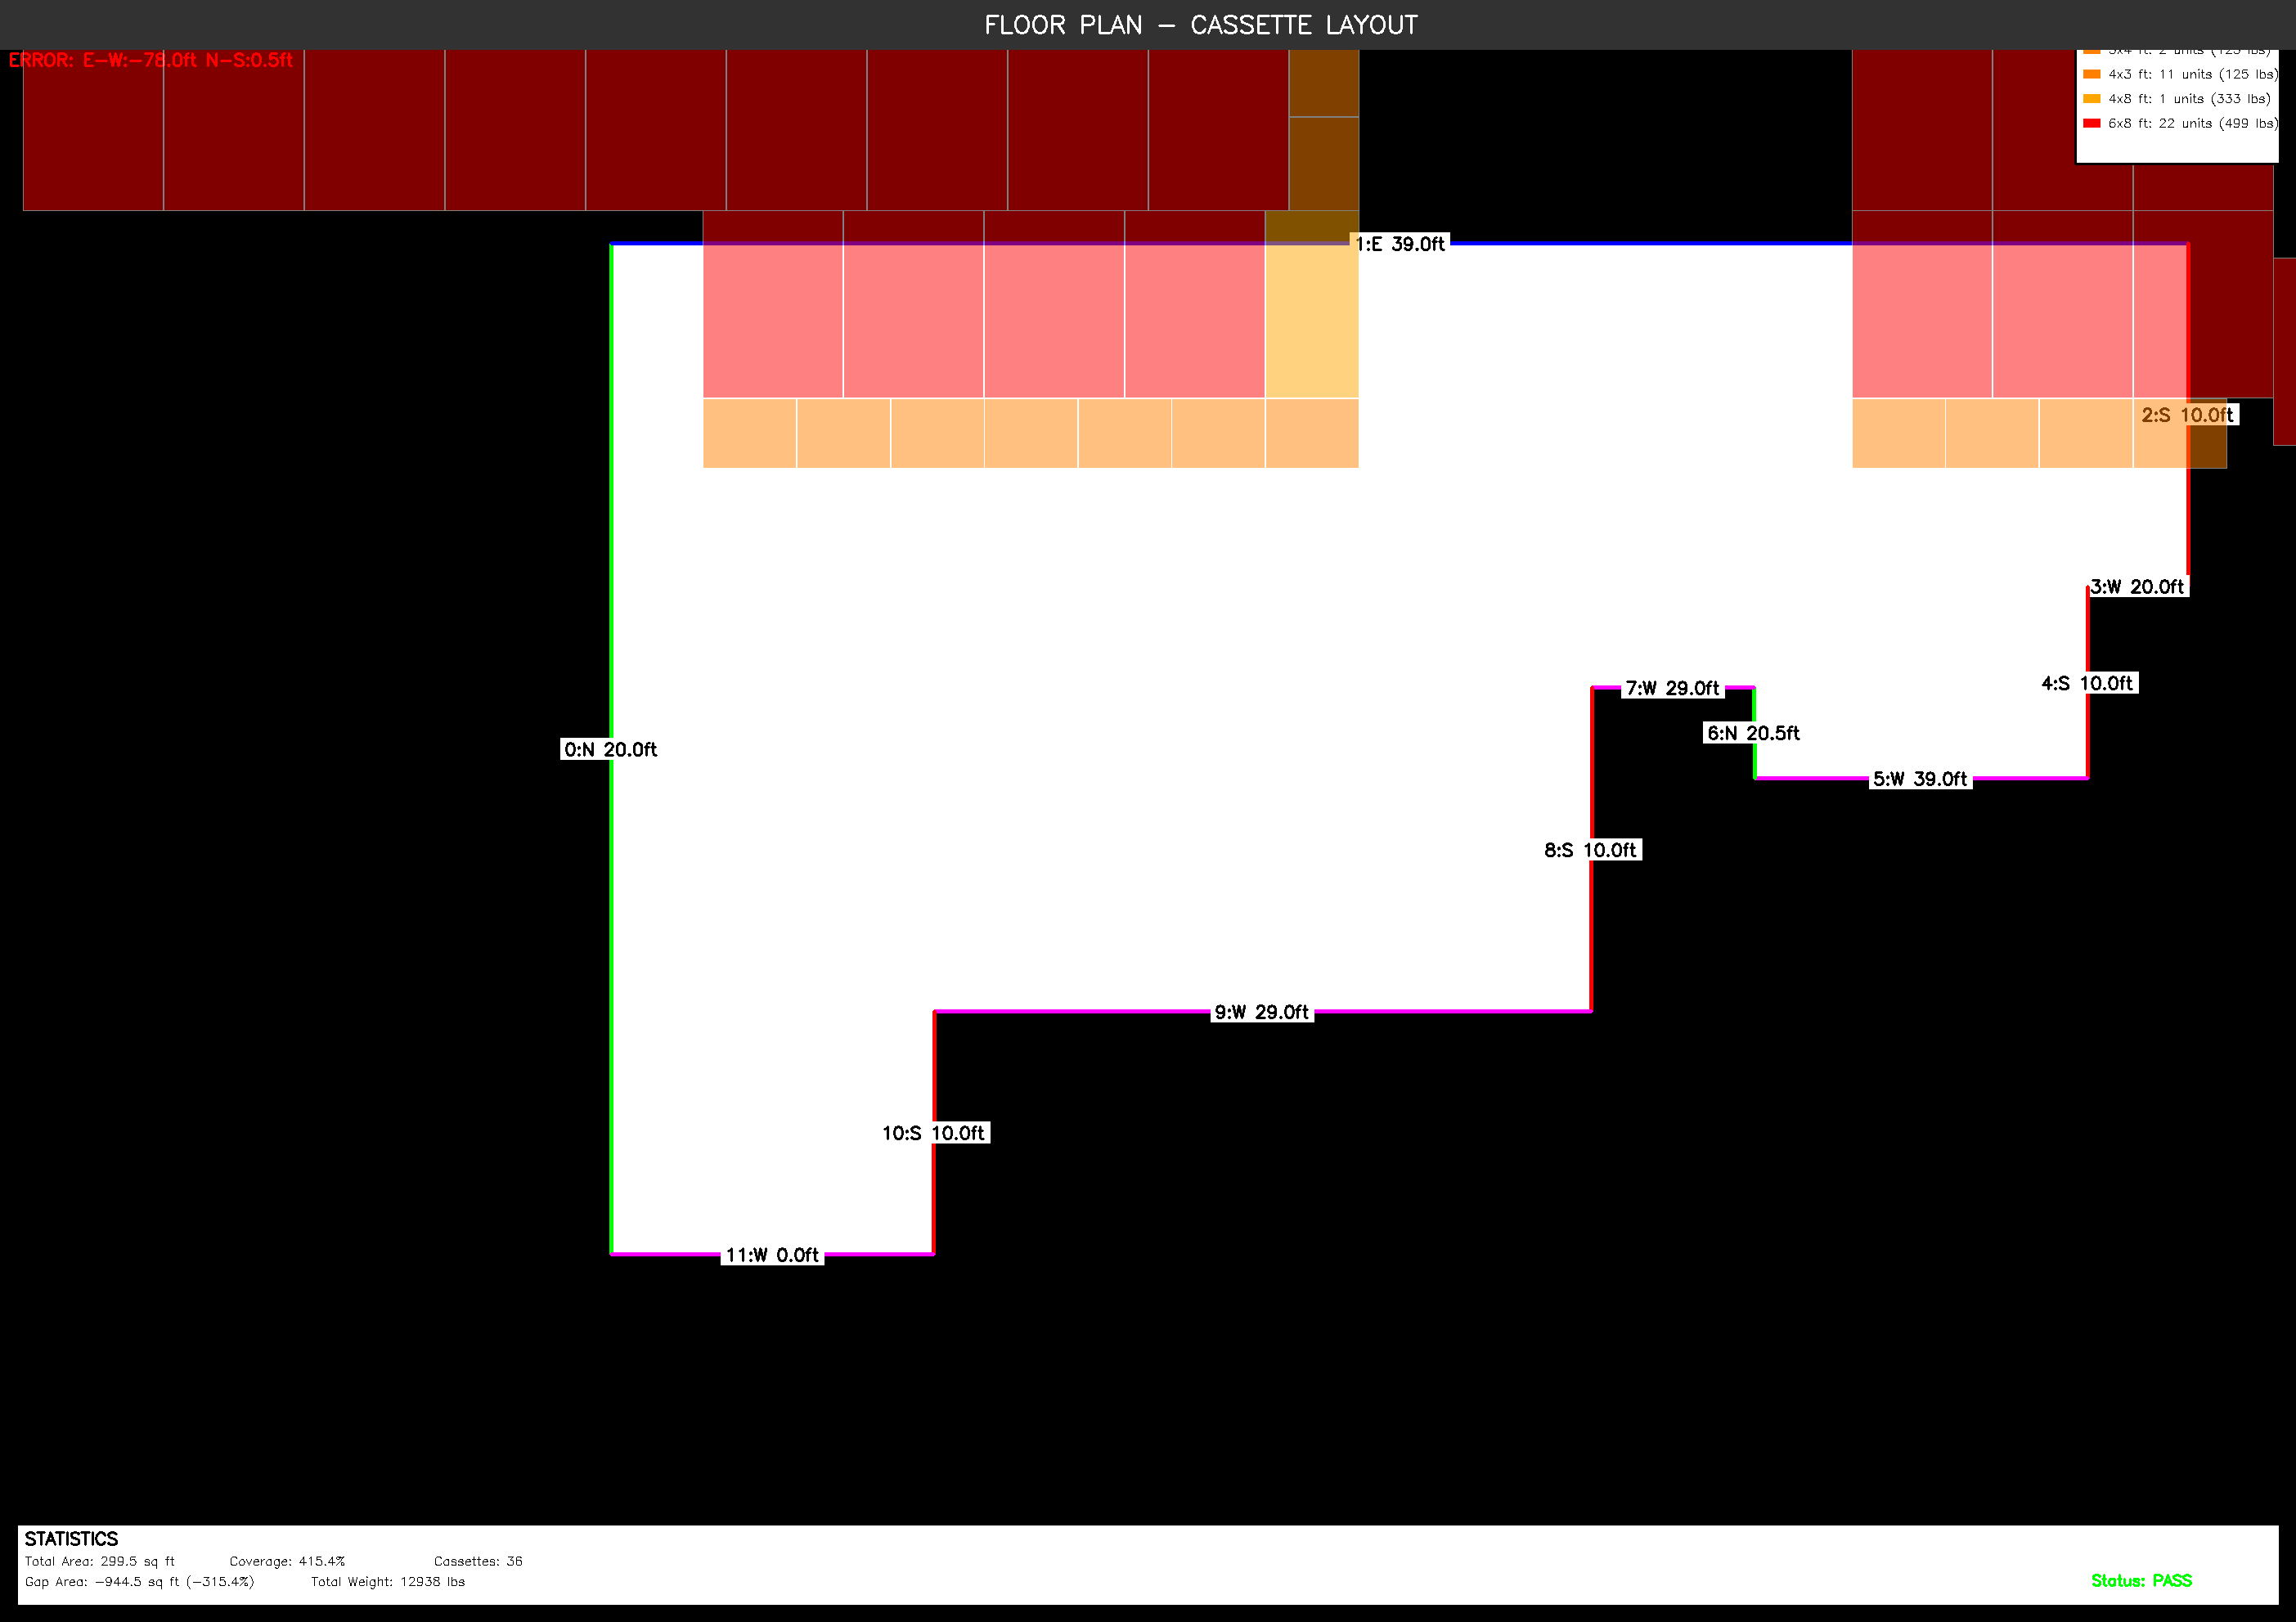 FLOOR PLAN - CASSETTE LAYOUT
ERROR: E-W:-78.0ft N-S:0.5ft
4x3 ft: 11 units (125 lbs)
4x8 ft: 1 units (333 lbs)
6x8 ft: 22 units (499 lbs)
1:E 39.0ft
2:S 10.0ft
3:W 20.0ft
4:S 10.0ft
7:W 29.0ft
6:N 20.5ft
0:N 20.0ft
5:W 39.0ft
8:S 10.0ft
9:W 29.0ft
10:S 10.0ft
11:W 0.0ft
STATISTICS
Total Area: 299.5 sq ft Coverage: 415.4% Cassettes: 36
Gap Area: -944.5 sq ft (-315.4%) Total Weight: 12938 lbs
Status: PASS